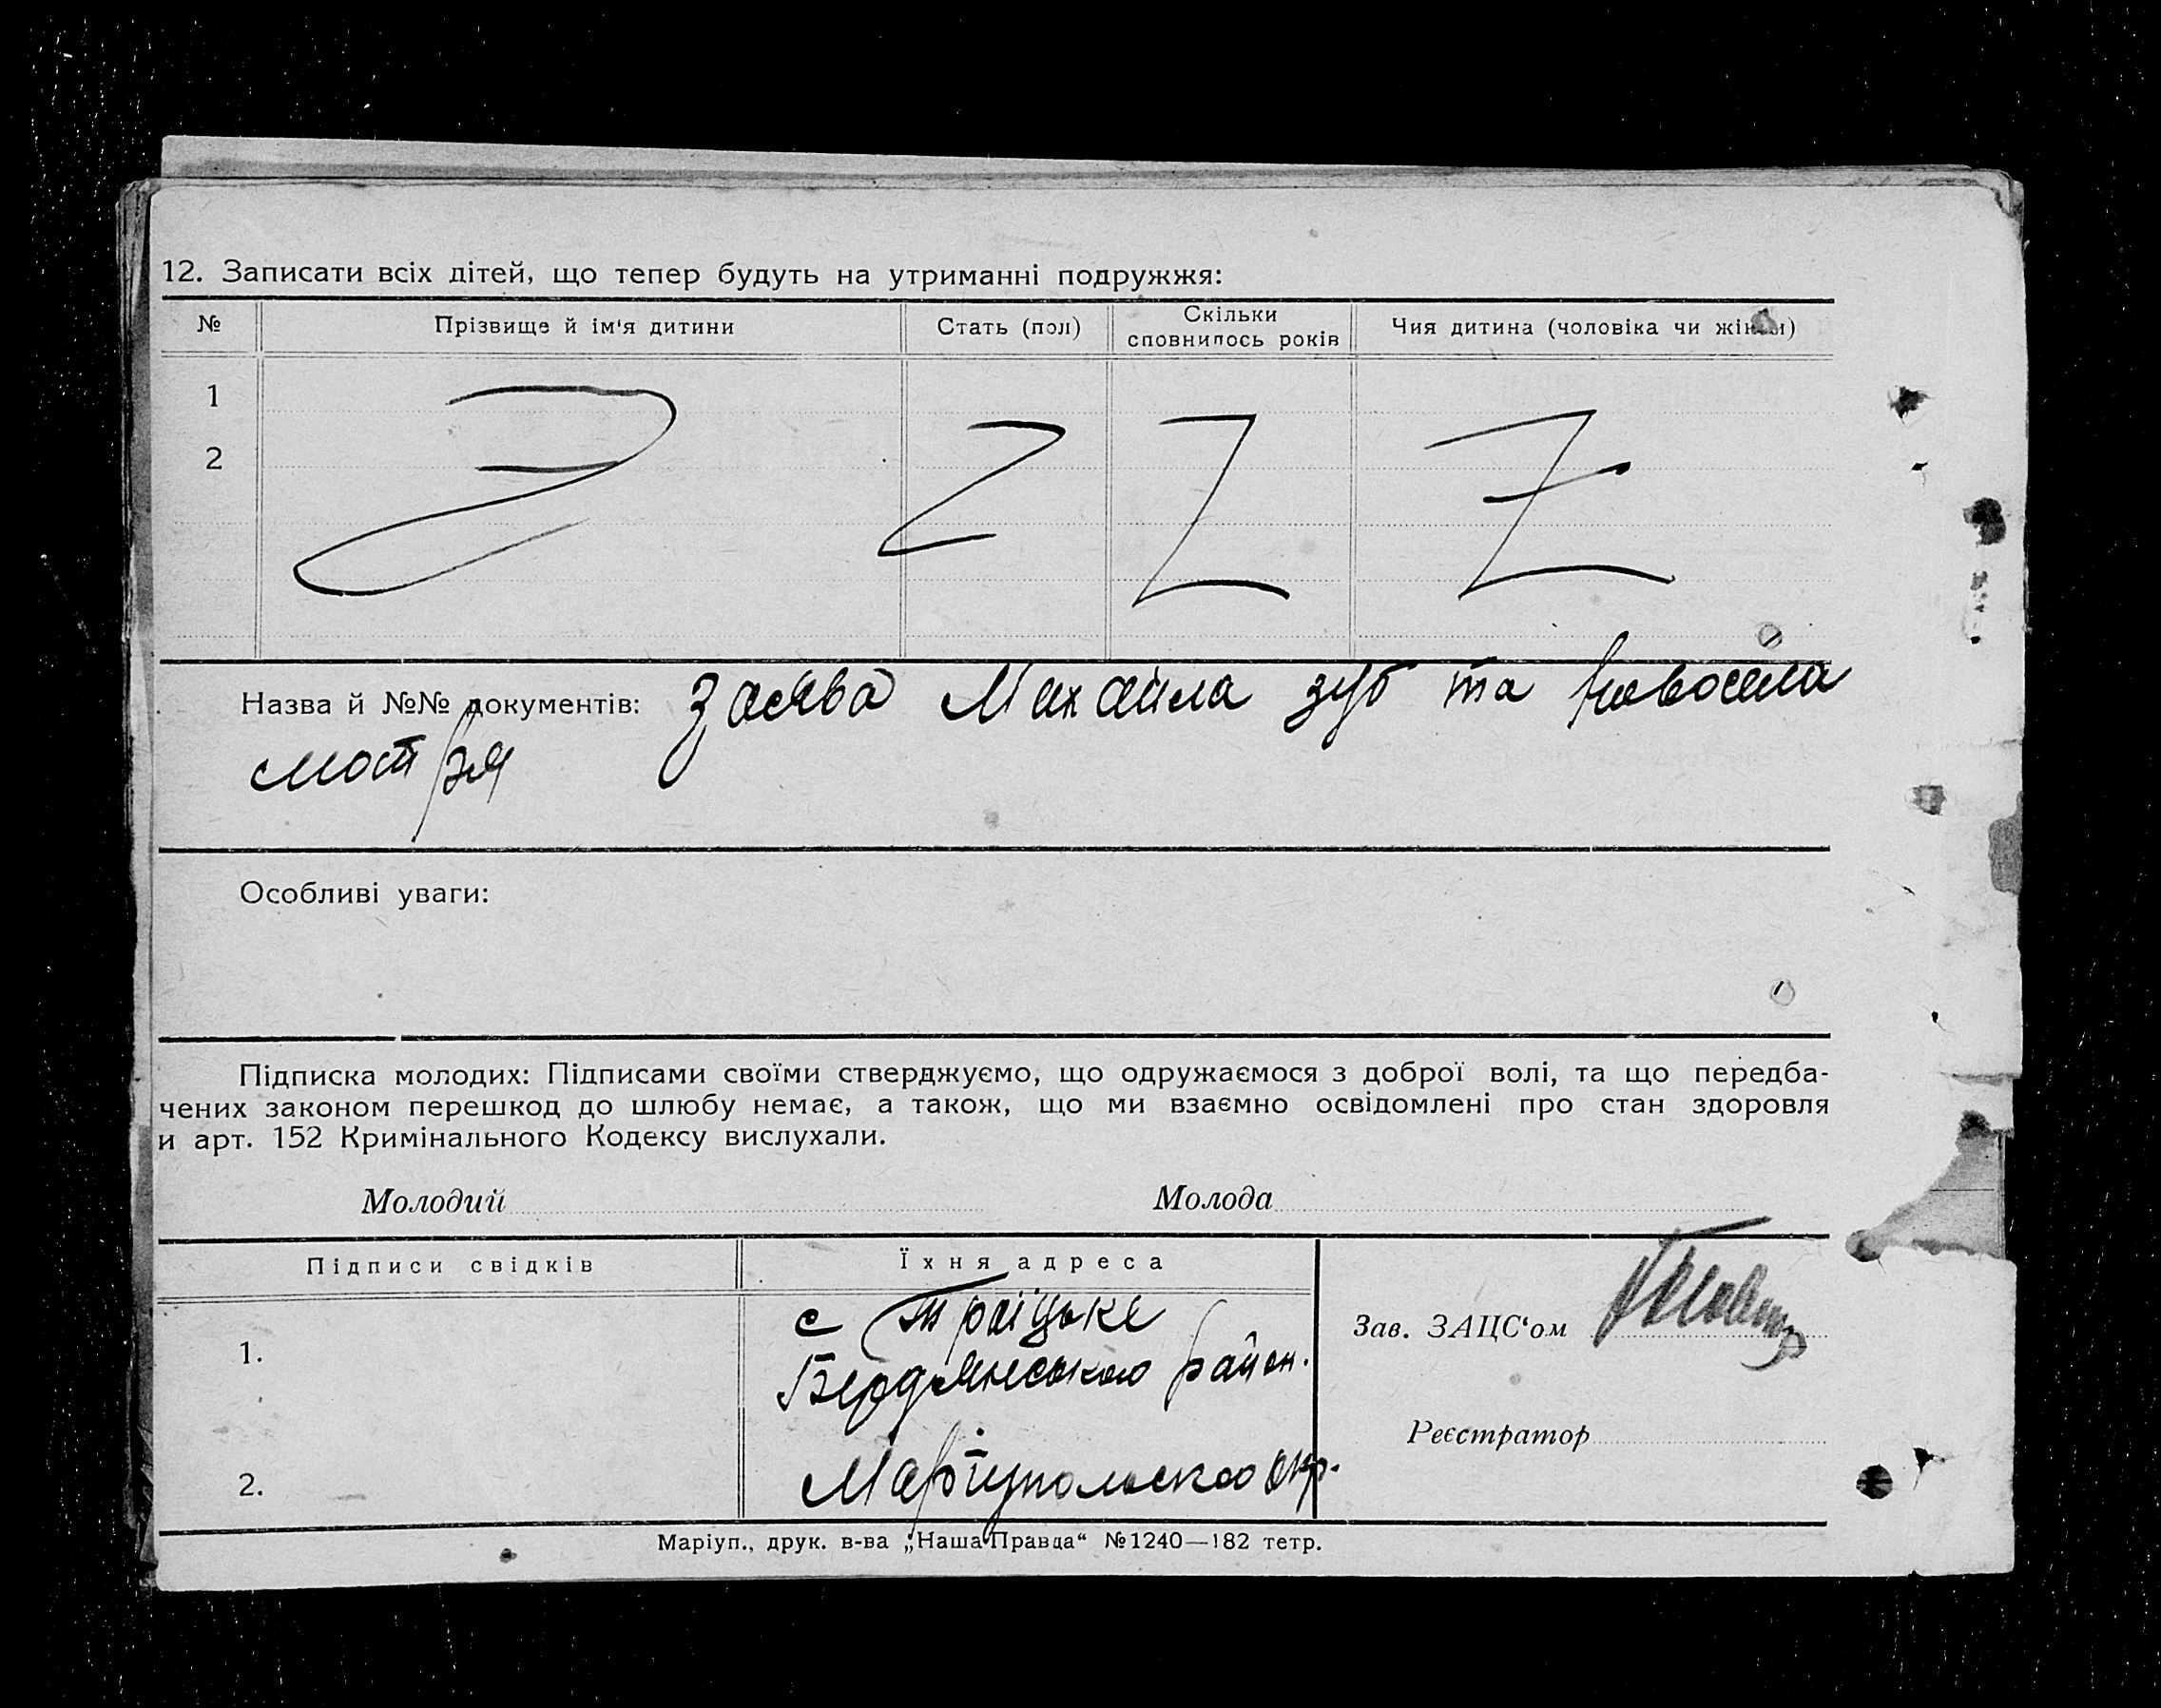 12. Записати всіх дітей, що тепер будуть на утриманні подружжя:
№ Прізвище й ім'я дитини Стать (пол) Скільки сповнилось років Чия дитина (чоловіка чи жінки)
1
2
Назва й №№ документів: Заява Михайла Зуб та Новосела
Мотря
Особливі уваги:
Підписка молодих: Підписами своїми стверджуємо, що одружаємося з доброї волі, та що передба-
чених законом перешкод до шлюбу немає, а також, що ми взаємно освідомлені про стан здоровля
и арт. 152 Кримінального Кодексу вислухали.
Молодий Молода
Підписи свідків Їхня адреса
с Троіцьке
Зав. ЗАЦС'ом
1.
Бердянського район.
Реєстратор
2. Маріупольско окр.
Маріуп., друк. в-ва „Наша Правда“ №1240—182 тетр.